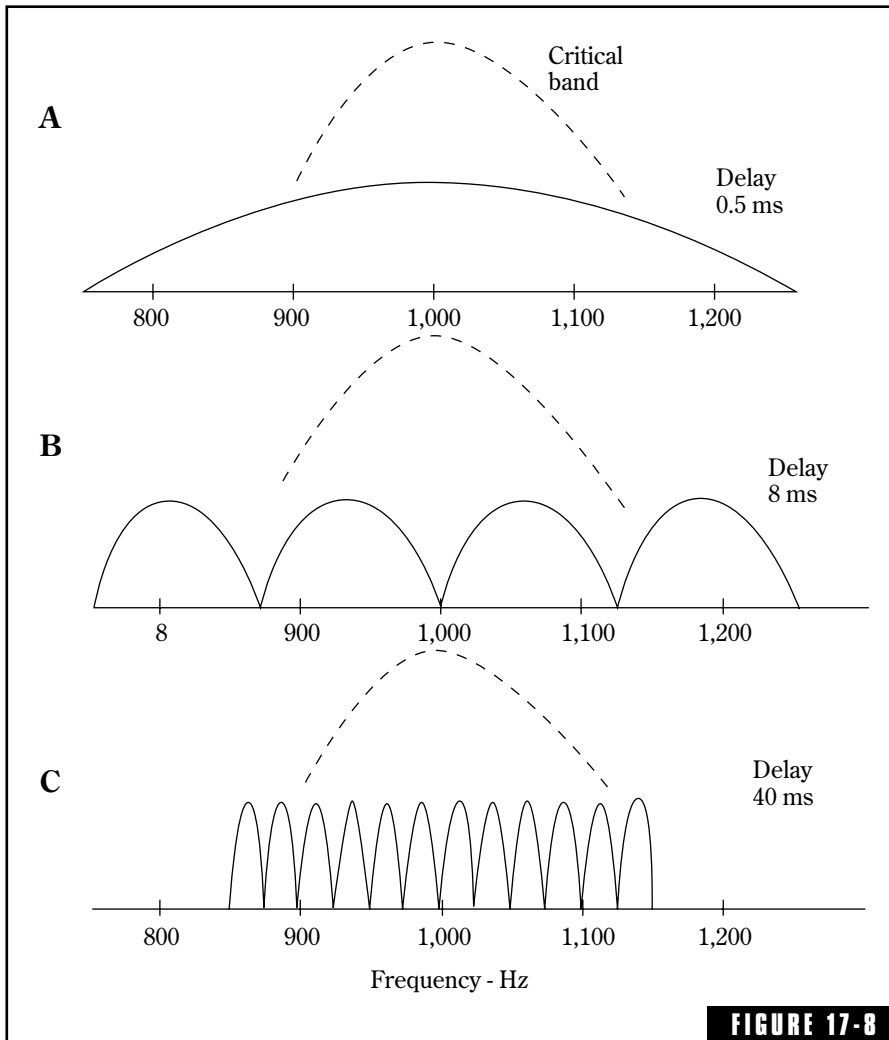 Critical
band
A
Delay
0.5 ms
800 900 1,000 1,100 1,200
B
Delay
8 ms
8 900 1,000 1,100 1,200
C
Delay
40 ms
800 900 1,000 1,100 1,200
Frequency - Hz
FIGURE 17-8